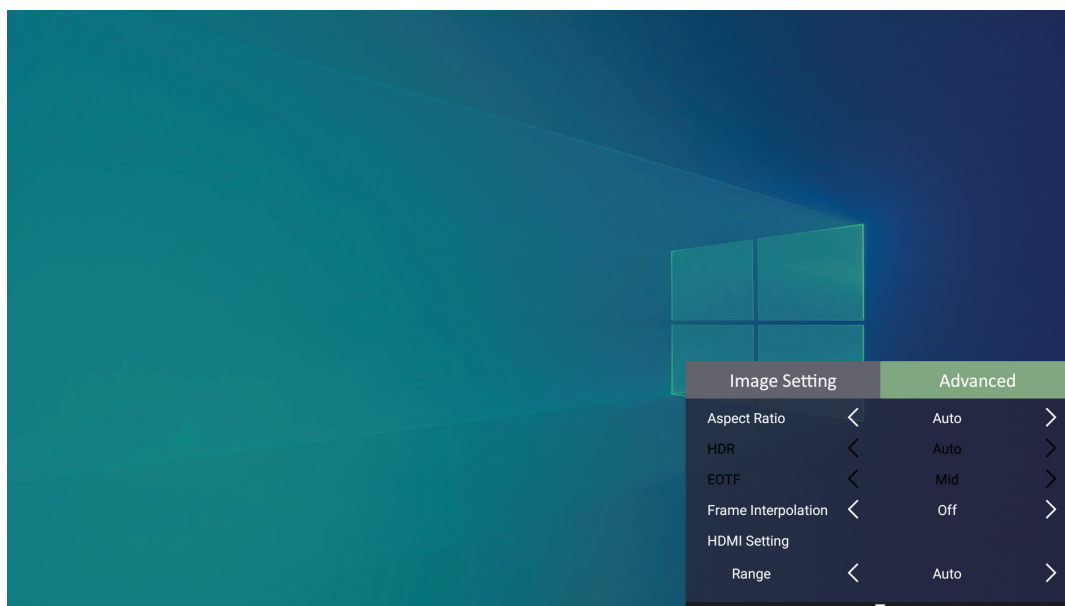 Image Setting Advanced
Aspect Ratio Auto
HDR Auto
EOTF Mid
Frame Interpolation Off
HDMI Setting
Range Auto